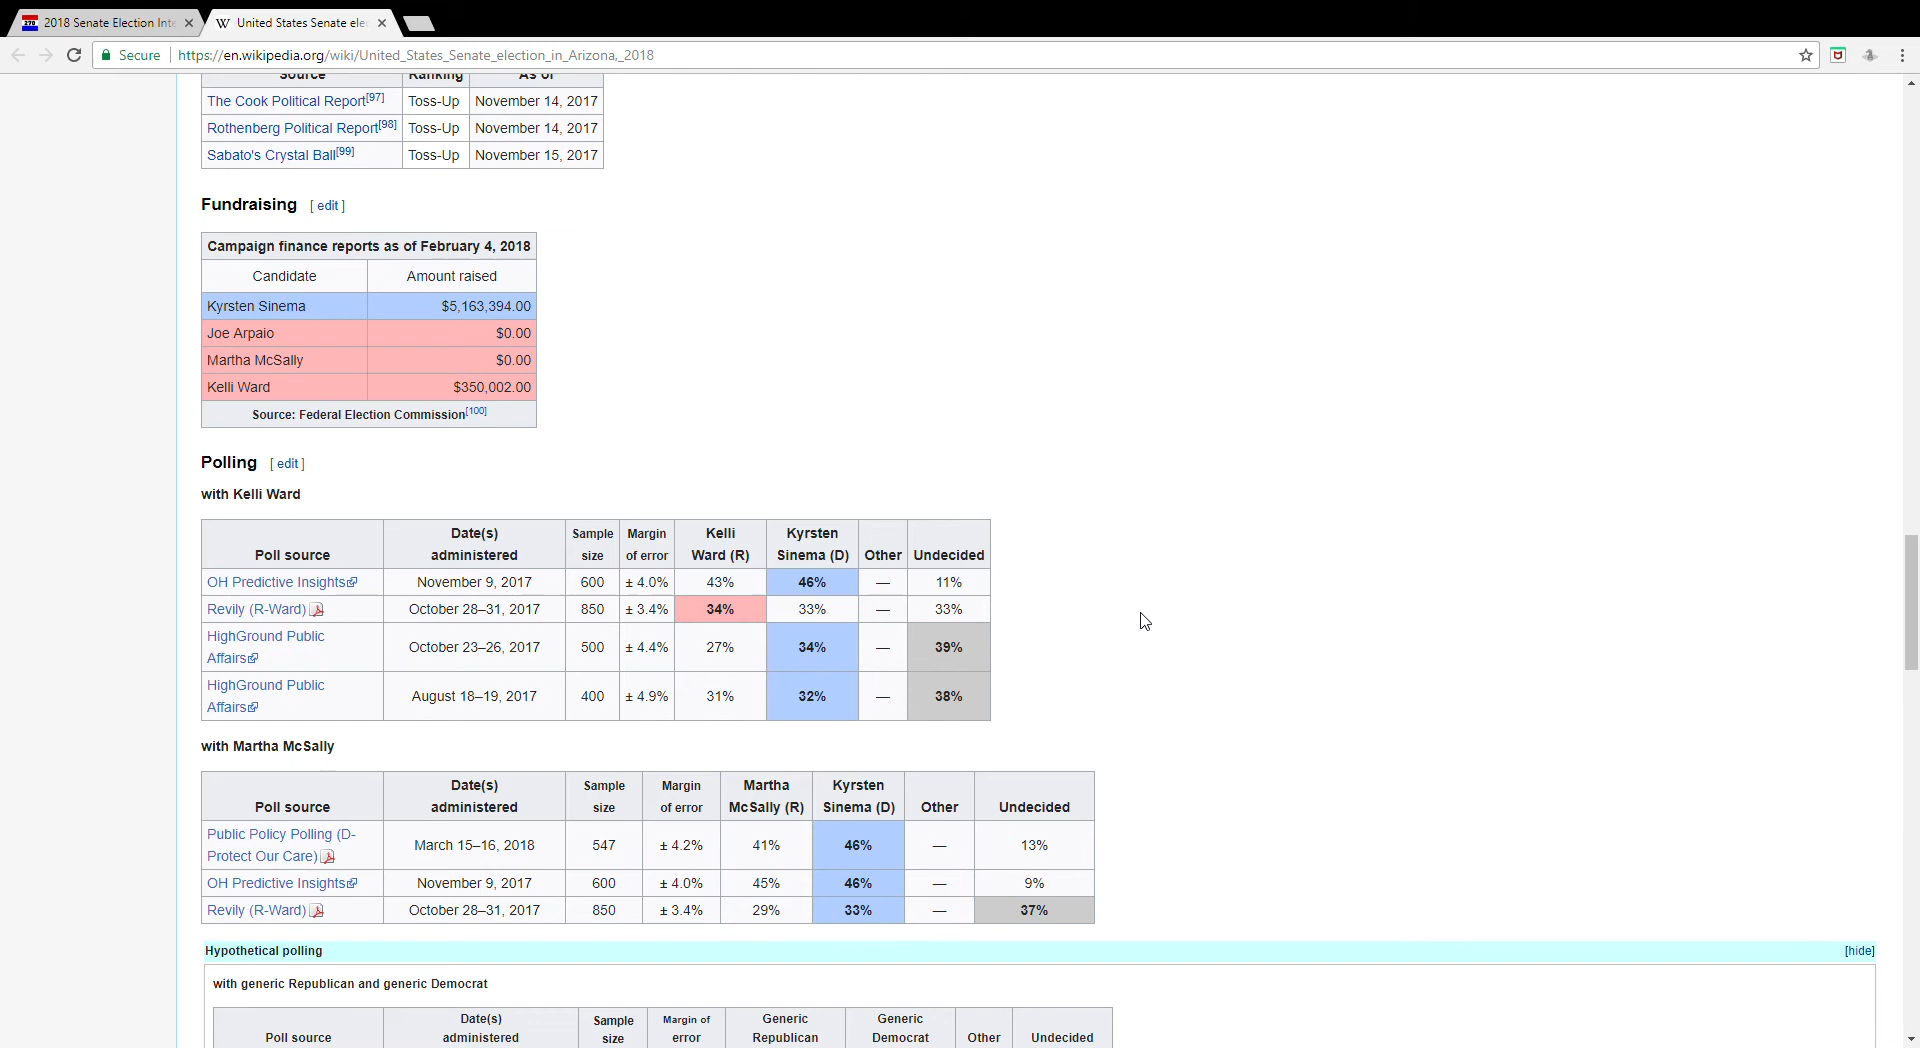 2018 Senate Election Int
United States Senate ele
Secure
https://en.wikipedia.org/wiki/United_States_Senate_election_in_Arizona,_2018
Source Ranking As of
The Cook Political Report[97] Toss-Up November 14, 2017
Rothenberg Political Report[98] Toss-Up November 14, 2017
Sabato's Crystal Ball[99] Toss-Up November 15, 2017
Fundraising [ edit ]
Campaign finance reports as of February 4, 2018
Candidate Amount raised
Kyrsten Sinema $5,163,394.00
Joe Arpaio $0.00
Martha McSally $0.00
Kelli Ward $350,002.00
Source: Federal Election Commission[100]
Polling [ edit ]
with Kelli Ward
Poll source
Date(s)
administered
Sample
size
Margin
of error
Kelli
Ward (R)
Kyrsten
Sinema (D)
Other
Undecided
OH Predictive Insights November 9, 2017 600 ± 4.0% 43% 46% — 11%
Revily (R-Ward) October 28–31, 2017 850 ± 3.4% 34% 33% — 33%
HighGround Public
Affairs
October 23–26, 2017 500 ± 4.4% 27% 34% — 39%
HighGround Public
Affairs
August 18–19, 2017 400 ± 4.9% 31% 32% — 38%
with Martha McSally
Poll source
Date(s)
administered
Sample
size
Margin
of error
Martha
McSally (R)
Kyrsten
Sinema (D)
Other
Undecided
Public Policy Polling (D-
Protect Our Care)
March 15–16, 2018 547 ± 4.2% 41% 46% — 13%
OH Predictive Insights November 9, 2017 600 ± 4.0% 45% 46% — 9%
Revily (R-Ward) October 28–31, 2017 850 ± 3.4% 29% 33% — 37%
Hypothetical polling [hide]
with generic Republican and generic Democrat
Poll source
Date(s)
administered
Sample
size
Margin of
error
Generic
Republican
Generic
Democrat
Other
Undecided